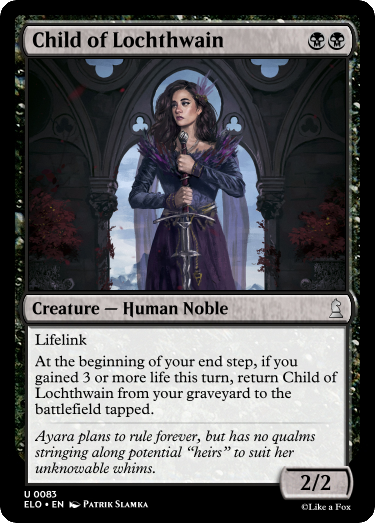 Child of Lochthwain
Creature — Human Noble
Lifelink
At the beginning of your end step, if you
gained 3 or more life this turn, return Child of
Lochthwain from your graveyard to the
battlefield tapped.
Ayara plans to rule forever, but has no qualms
stringing along potential “heirs” to suit her
unknowable whims.
2/2
U 0083
ELO • EN Patrik Slamka
©Like a Fox